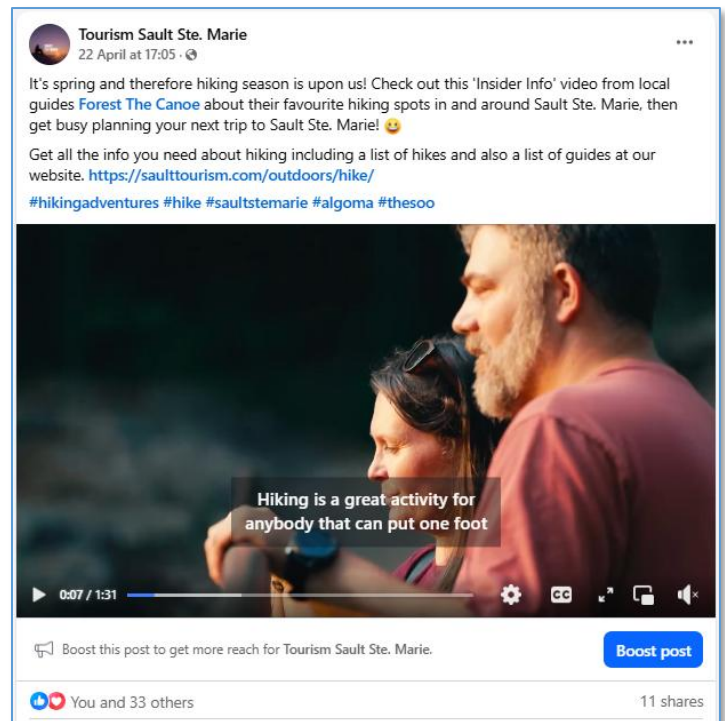 Tourism Sault Ste. Marie
22 April at 17:05 ·
It's spring and therefore hiking season is upon us! Check out this 'Insider Info' video from local
guides Forest The Canoe about their favourite hiking spots in and around Sault Ste. Marie, then
get busy planning your next trip to Sault Ste. Marie! 😀
Get all the info you need about hiking including a list of hikes and also a list of guides at our
website. https://saulttourism.com/outdoors/hike/
#hikingadventures #hike #saultstemarie #algoma #thesoo
Hiking is a great activity for
anybody that can put one foot
0:07 / 1:31
CC
Boost this post to get more reach for Tourism Sault Ste. Marie.
Boost post
You and 33 others
11 shares